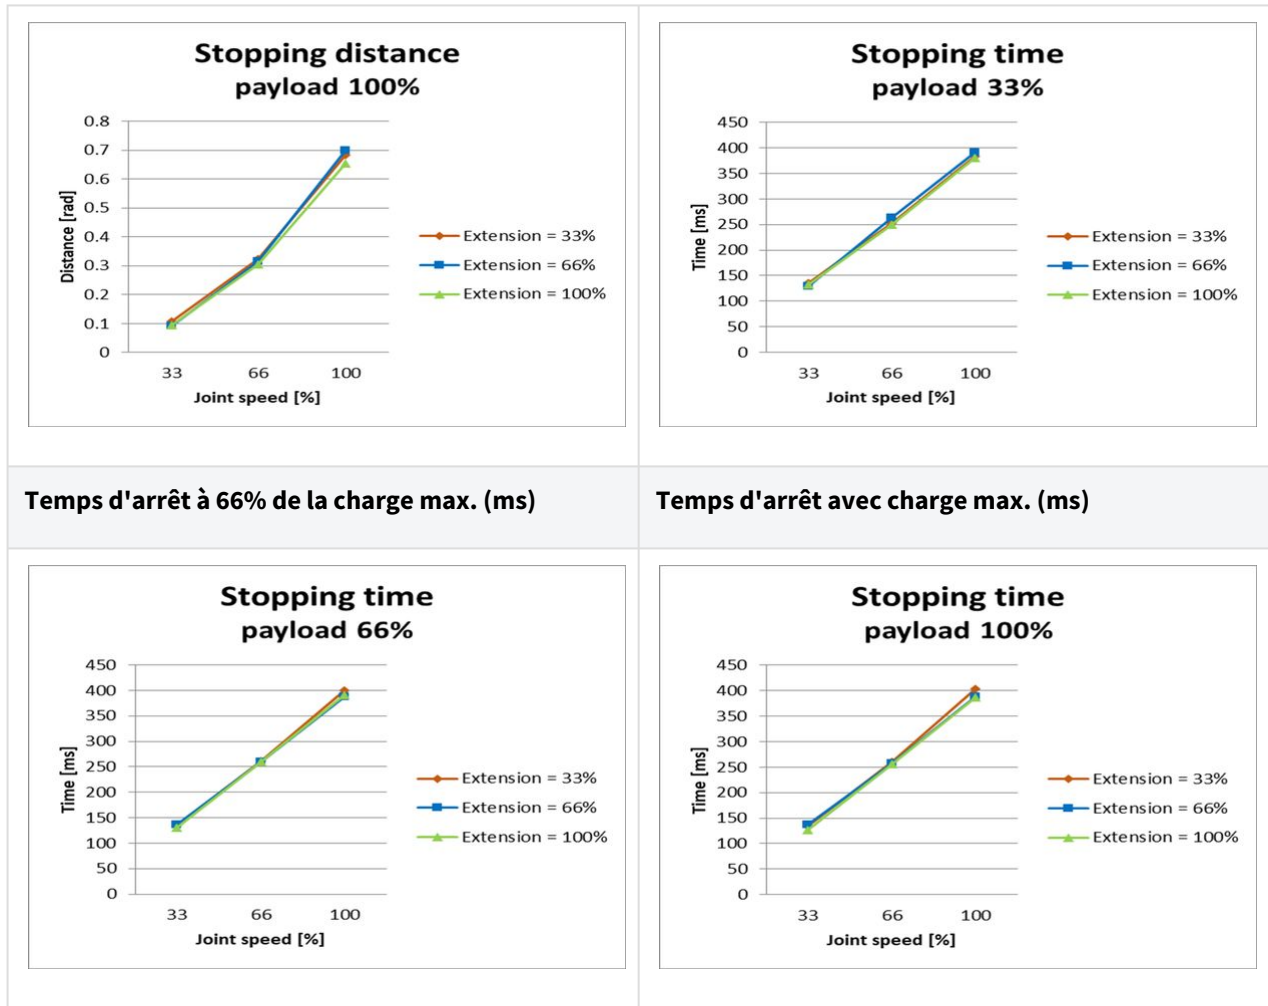 Stopping distance
payload 100%
0.8
0.7
0.6
0.5
0.4
0.3
0.2
0.1
0
Distance [rad]
33 66 100
Joint speed [%]
Extension = 33%
Extension = 66%
Extension = 100%
Stopping time
payload 33%
450
400
350
300
250
200
150
100
50
0
Time [ms]
33 66 100
Joint speed [%]
Extension = 33%
Extension = 66%
Extension = 100%
Temps d'arrêt à 66% de la charge max. (ms)
Temps d'arrêt avec charge max. (ms)
Stopping time
payload 66%
450
400
350
300
250
200
150
100
50
0
Time [ms]
33 66 100
Joint speed [%]
Extension = 33%
Extension = 66%
Extension = 100%
Stopping time
payload 100%
450
400
350
300
250
200
150
100
50
0
Time [ms]
33 66 100
Joint speed [%]
Extension = 33%
Extension = 66%
Extension = 100%